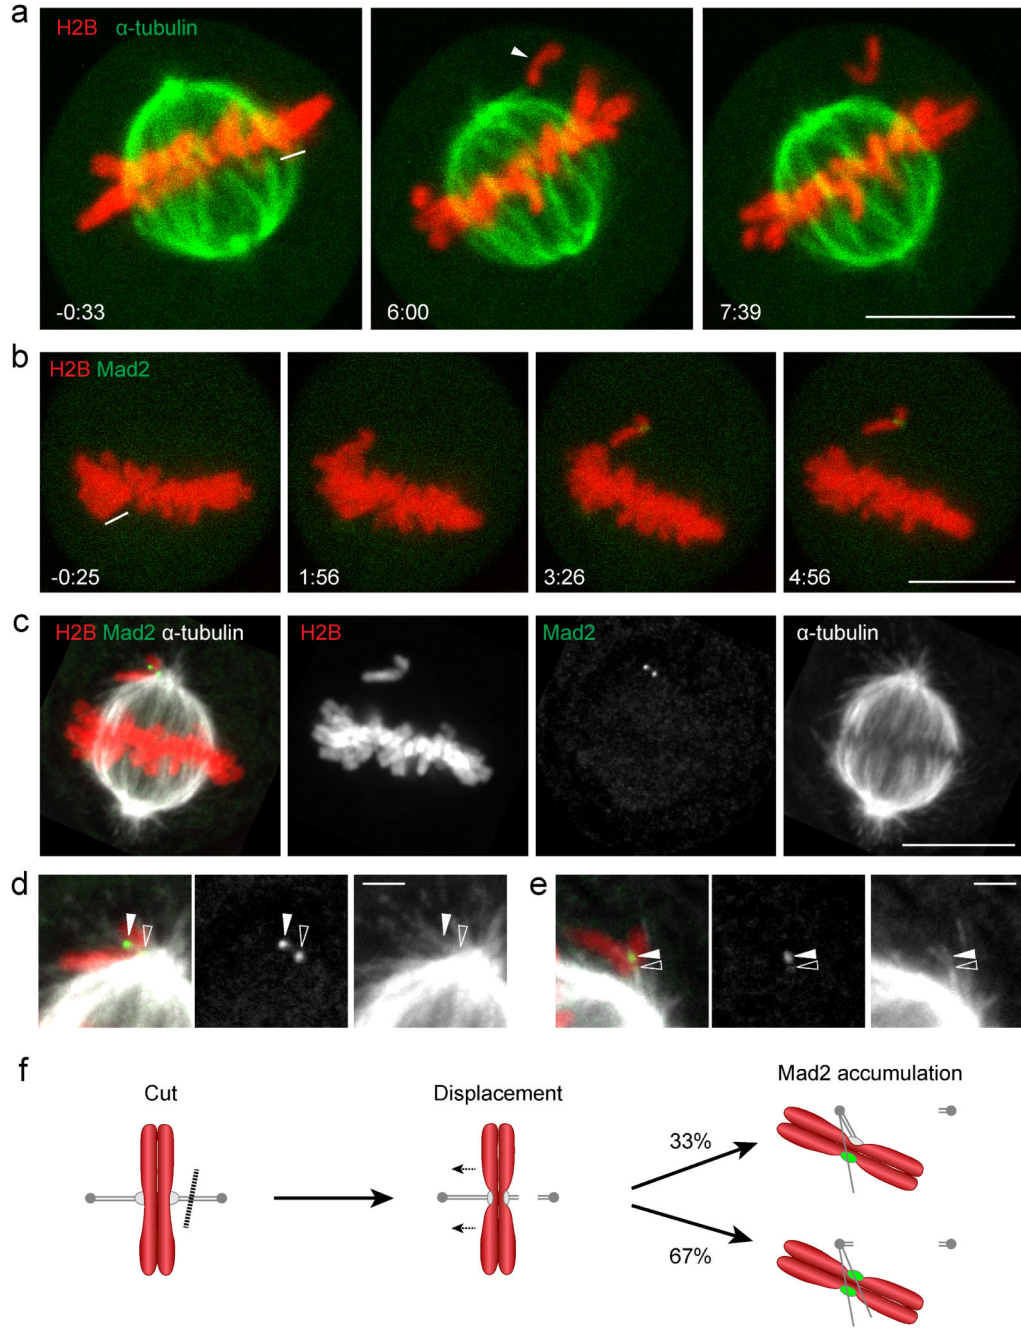 a
H2B α-tubulin
-0:33
6:00
7:39
b
H2B Mad2
-0:25
1:56
3:26
4:56
c
H2B Mad2 α-tubulin
H2B
Mad2
α-tubulin
d
e
f
Cut
Displacement
Mad2 accumulation
33%
67%